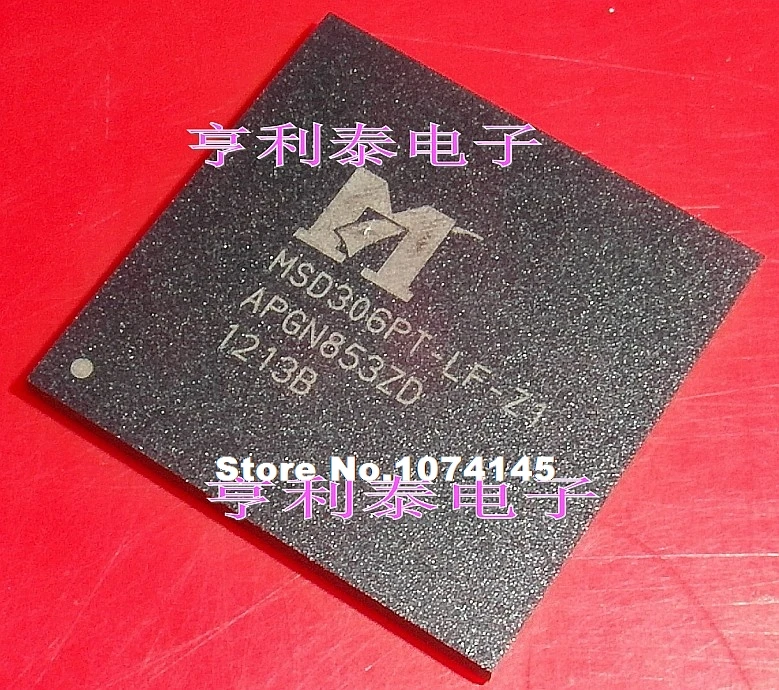 亨利泰电子
MSD306PT-LF-Z1
APGN853ZD
1213B
Store No.1074145
亨利泰电子